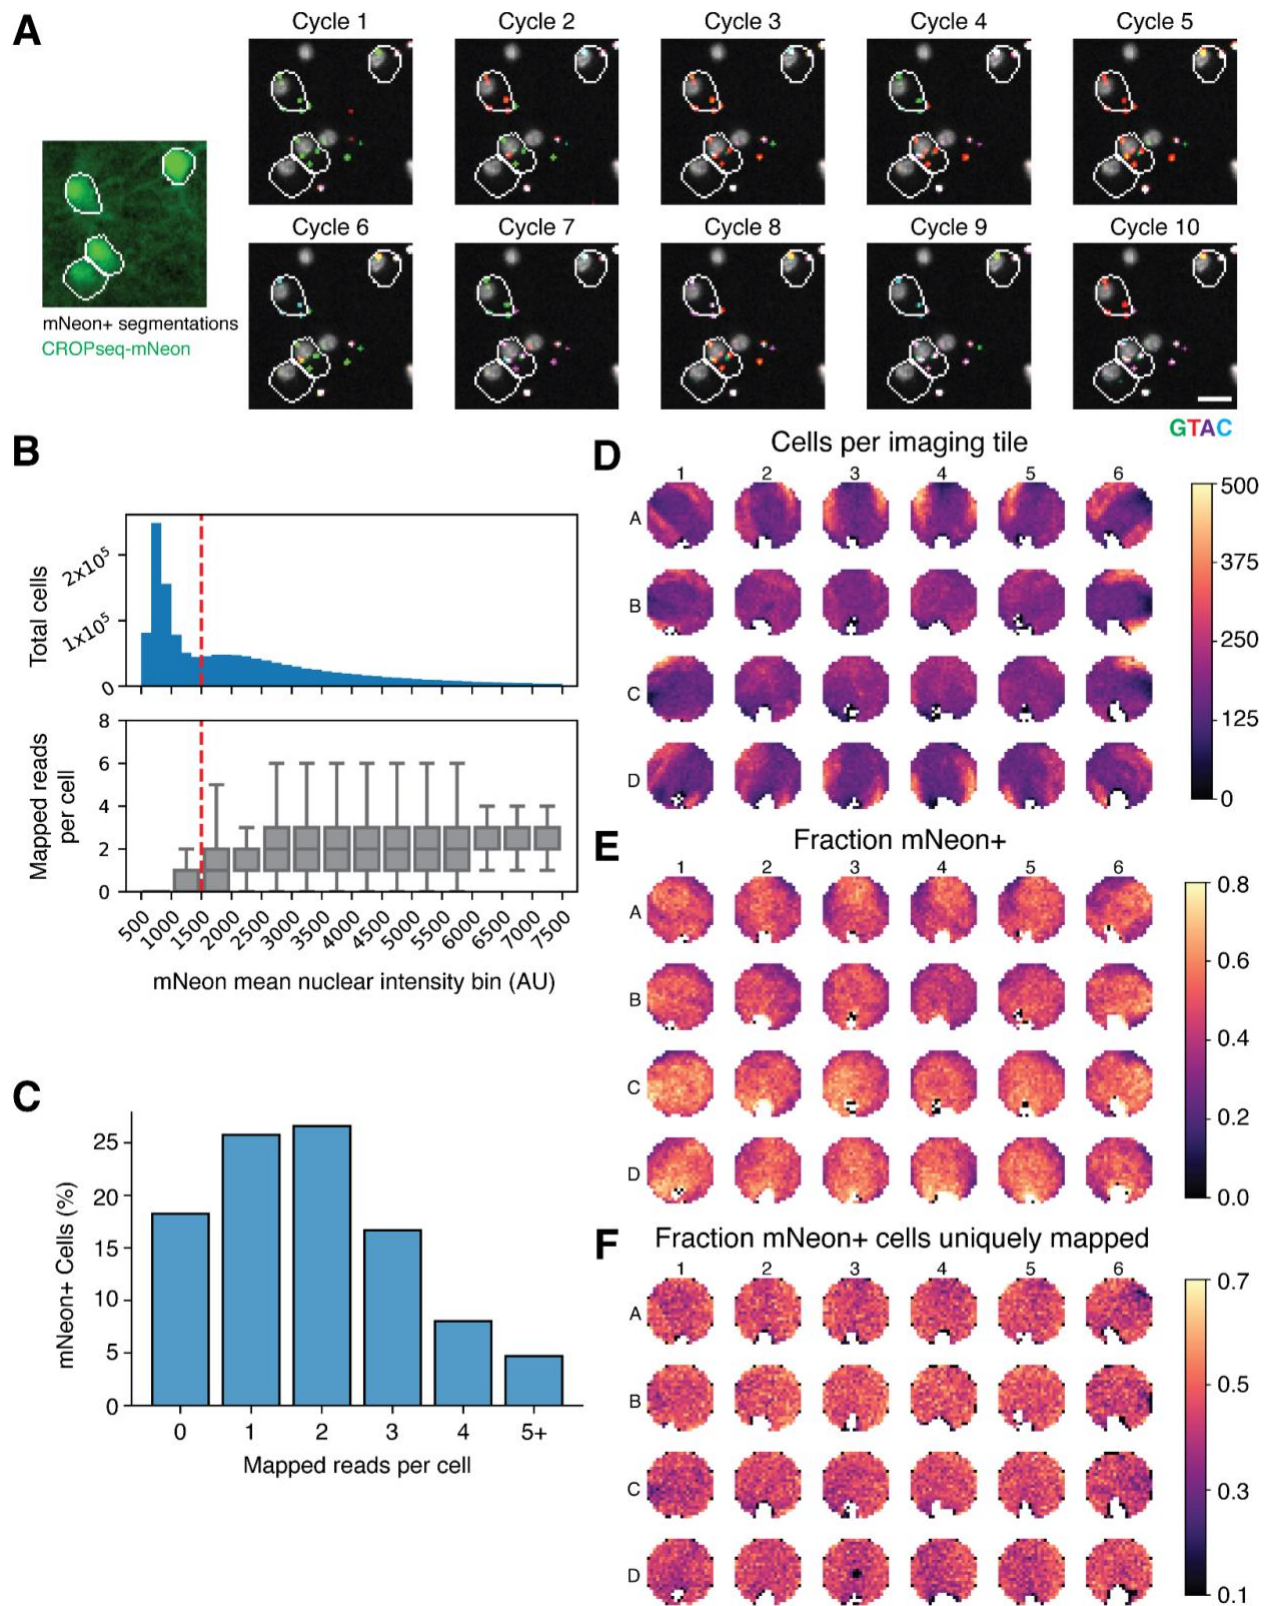 A
Cycle 1
Cycle 2
Cycle 3
Cycle 4
Cycle 5
Cycle 6
Cycle 7
Cycle 8
Cycle 9
Cycle 10
mNeon+ segmentations
CROPseq-mNeon
GTAC
B
Total cells
2x10⁵
1x10⁵
0
Mapped reads
per cell
8
6
4
2
0
500 1000 1500 2000 2500 3000 3500 4000 4500 5000 5500 6000 6500 7000 7500
mNeon mean nuclear intensity bin (AU)
C
mNeon+ Cells (%)
25
20
15
10
5
0
0 1 2 3 4 5+
Mapped reads per cell
D
Cells per imaging tile
1 2 3 4 5 6
A
B
C
D
500
375
250
125
0
E
Fraction mNeon+
1 2 3 4 5 6
A
B
C
D
0.8
0.6
0.4
0.2
0.0
F
Fraction mNeon+ cells uniquely mapped
1 2 3 4 5 6
A
B
C
D
0.7
0.5
0.3
0.1